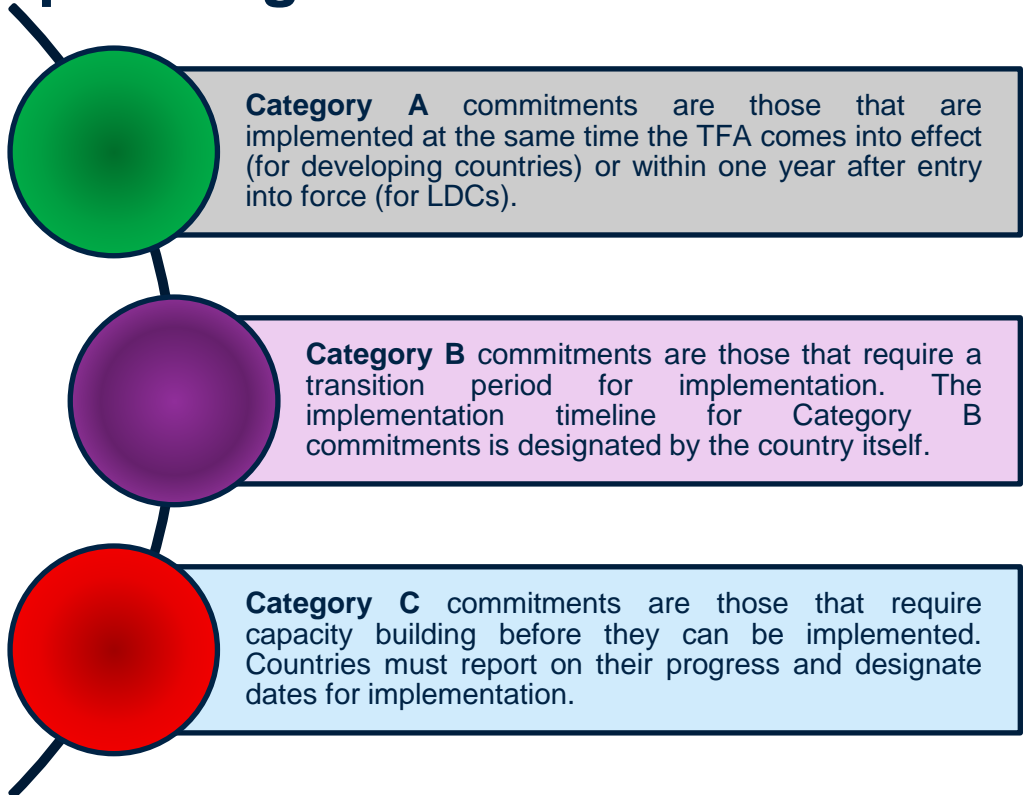 Category A commitments are those that are
implemented at the same time the TFA comes into effect
(for developing countries) or within one year after entry
into force (for LDCs).
Category B commitments are those that require a
transition period for implementation. The
implementation timeline for Category B
commitments is designated by the country itself.
Category C commitments are those that require
capacity building before they can be implemented.
Countries must report on their progress and designate
dates for implementation.